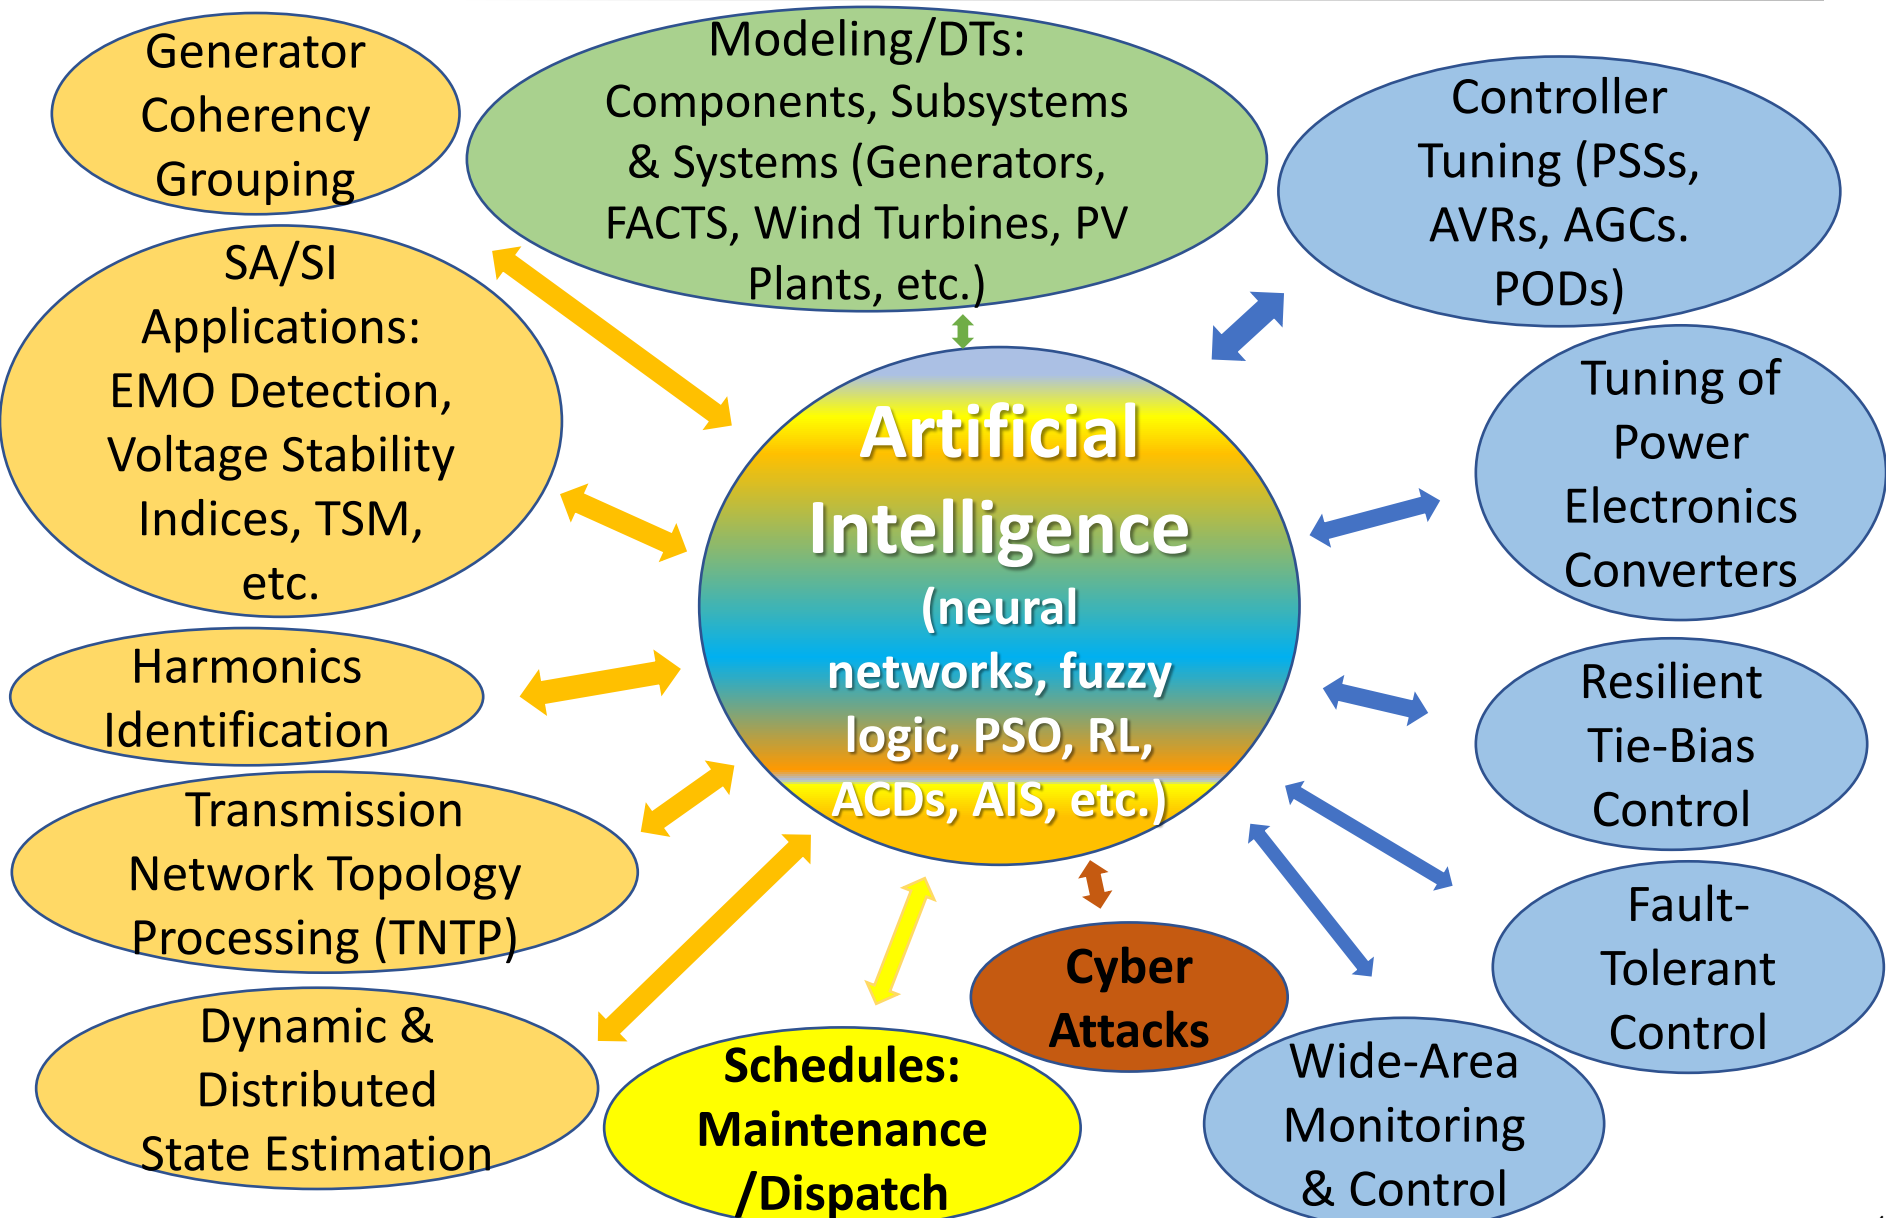 Generator
Coherency
Grouping
Modeling/DTs:
Components, Subsystems
& Systems (Generators,
FACTS, Wind Turbines, PV
Plants, etc.)
Controller
Tuning (PSSs,
AVRs, AGCs.
PODs)
SA/SI
Applications:
EMO Detection,
Voltage Stability
Indices, TSM,
etc.
Artificial
Intelligence
(neural
networks, fuzzy
logic, PSO, RL,
ACDs, AIS, etc.)
Tuning of
Power
Electronics
Converters
Harmonics
Identification
Resilient
Tie-Bias
Control
Transmission
Network Topology
Processing (TNTP)
Fault-
Tolerant
Control
Dynamic &
Distributed
State Estimation
Schedules:
Maintenance
/Dispatch
Cyber
Attacks
Wide-Area
Monitoring
& Control